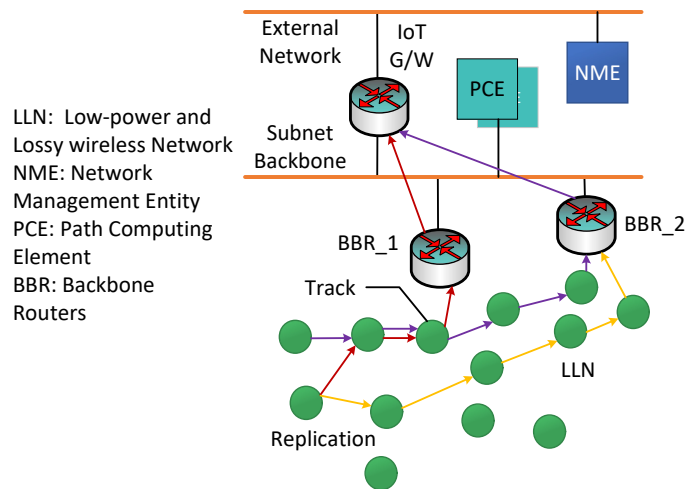 External
Network
IoT
G/W
PCE
E
NME
LLN: Low-power and
Lossy wireless Network
NME: Network
Management Entity
PCE: Path Computing
Element
BBR: Backbone
Routers
Subnet
Backbone
BBR_1
BBR_2
Track
LLN
Replication